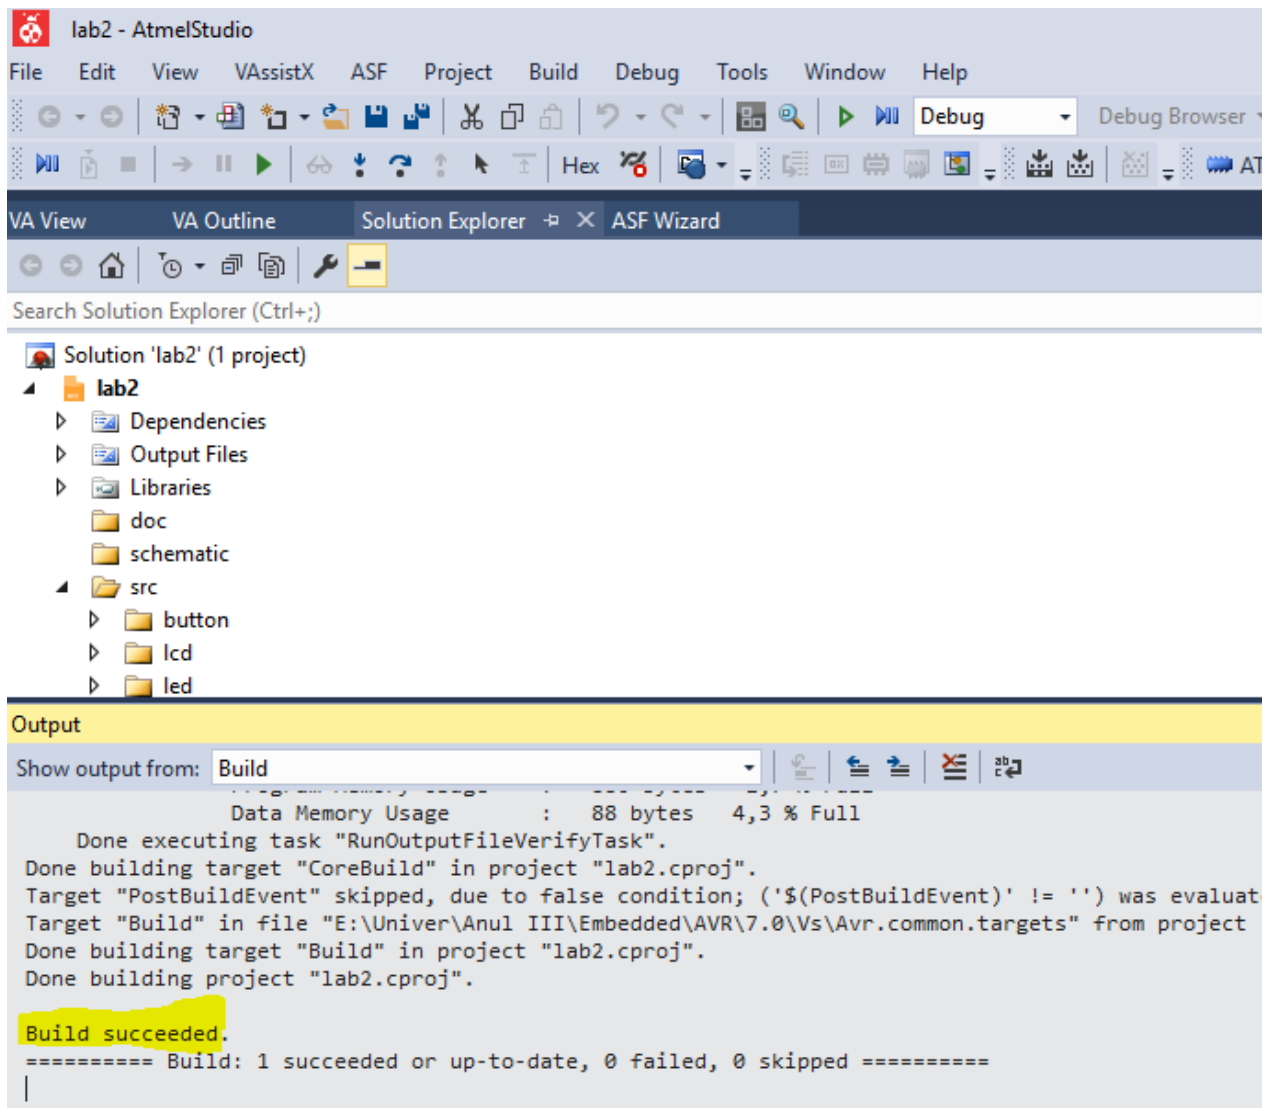 lab2 - AtmelStudio
File Edit View VAssistX ASF Project Build Debug Tools Window Help
Debug Debug Browser
Hex AT
VA View VA Outline Solution Explorer ASF Wizard
Search Solution Explorer (Ctrl+;)
Solution 'lab2' (1 project)
lab2
Dependencies
Output Files
Libraries
doc
schematic
src
button
lcd
led
Output
Show output from: Build
Data Memory Usage : 88 bytes 4,3 % Full
Done executing task "RunOutputFileVerifyTask".
Done building target "CoreBuild" in project "lab2.cproj".
Target "PostBuildEvent" skipped, due to false condition; ('$(PostBuildEvent)' != '') was evaluat
Target "Build" in file "E:\Univer\Anul III\Embedded\AVR\7.0\Vs\Avr.common.targets" from project
Done building target "Build" in project "lab2.cproj".
Done building project "lab2.cproj".
Build succeeded.
========== Build: 1 succeeded or up-to-date, 0 failed, 0 skipped ==========